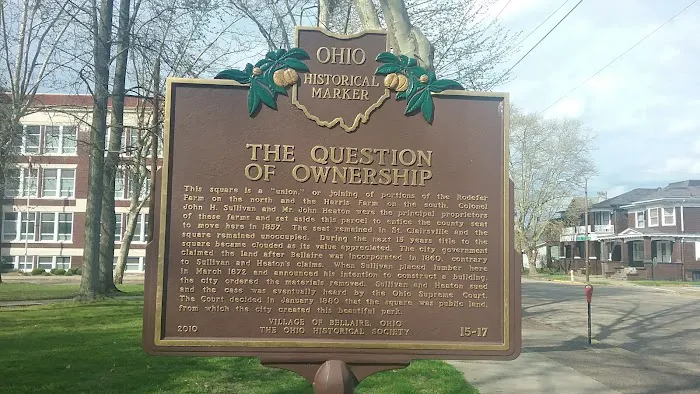 OHIO
HISTORICAL
MARKER
THE QUESTION
OF OWNERSHIP
This square is a "union," or joining of portions of the Rodefer
Farm on the north and the Harris Farm on the south. Colonel
John H. Sullivan and Mr. John Heaton were the principal proprietors
of these farms and set aside this parcel to entice the county seat
to move here in 1857. The seat remained in St. Clairsville and the
square remained unoccupied. During the next 15 years title to the
square became clouded as its value appreciated. The city government
claimed the land after Bellaire was incorporated in 1860, contrary
to Sullivan and Heaton's claims. When Sullivan placed lumber here
in March 1872 and announced his intention to construct a building,
the city ordered the materials removed. Sullivan and Heaton sued
and the case was eventually heard by the Ohio Supreme Court.
The Court decided in January 1880 that the square was public land,
from which the city created this beautiful park.
VILLAGE OF BELLAIRE, OHIO
2010 THE OHIO HISTORICAL SOCIETY 15-17